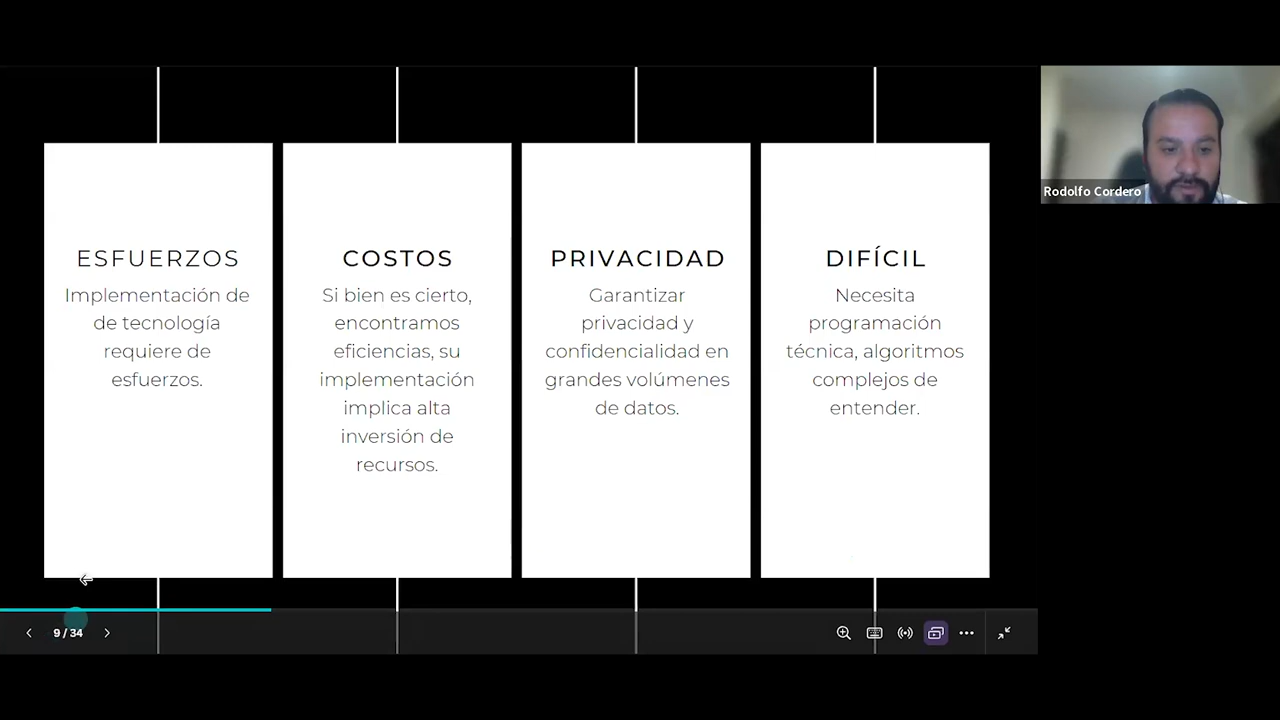 ESFUERZOS
Implementación de
de tecnología
requiere de
esfuerzos.
COSTOS
Si bien es cierto,
encontramos
eficiencias, su
implementación
implica alta
inversión de
recursos.
PRIVACIDAD
Garantizar
privacidad y
confidencialidad en
grandes volúmenes
de datos.
DIFÍCIL
Necesita
programación
técnica, algoritmos
complejos de
entender.
Rodolfo Cordero
9 / 34